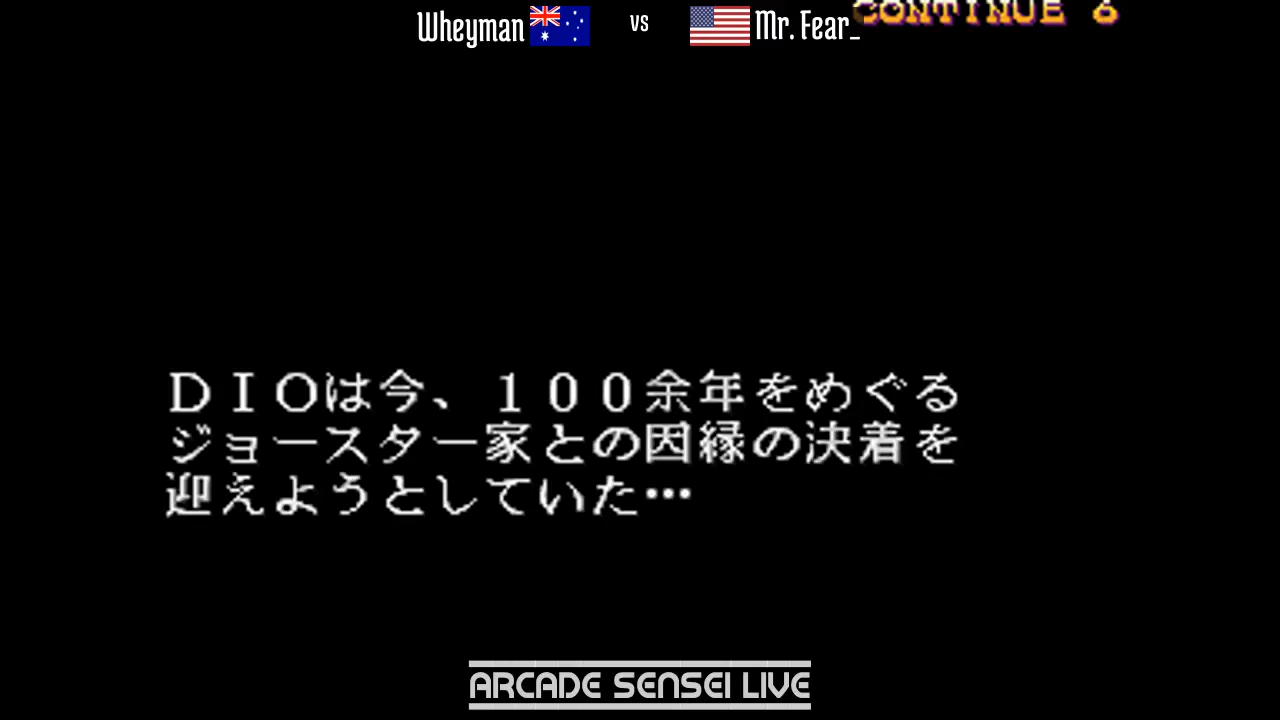 Wheyman vs Mr. Fear_
CONTINUE 6
DIOは今、100余年をめぐる
ジョースター家との因縁の決着を
迎えようとしていた…
ARCADE SENSEI LIVE